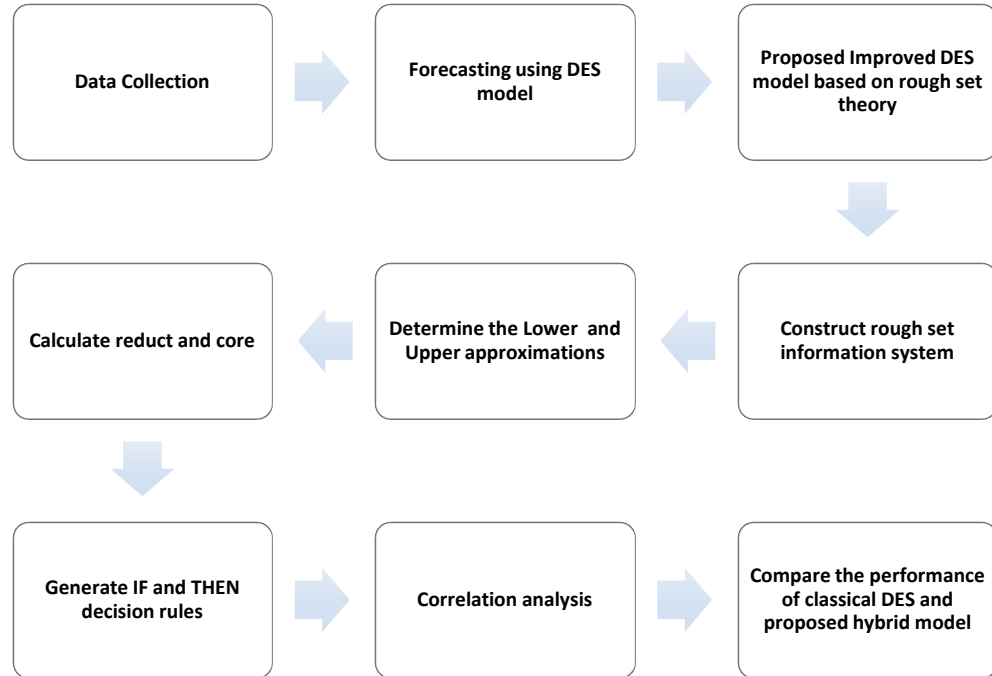 Data Collection
Forecasting using DES
model
Proposed Improved DES
model based on rough set
theory
Construct rough set
information system
Determine the Lower and
Upper approximations
Calculate reduct and core
Generate IF and THEN
decision rules
Correlation analysis
Compare the performance
of classical DES and
proposed hybrid model